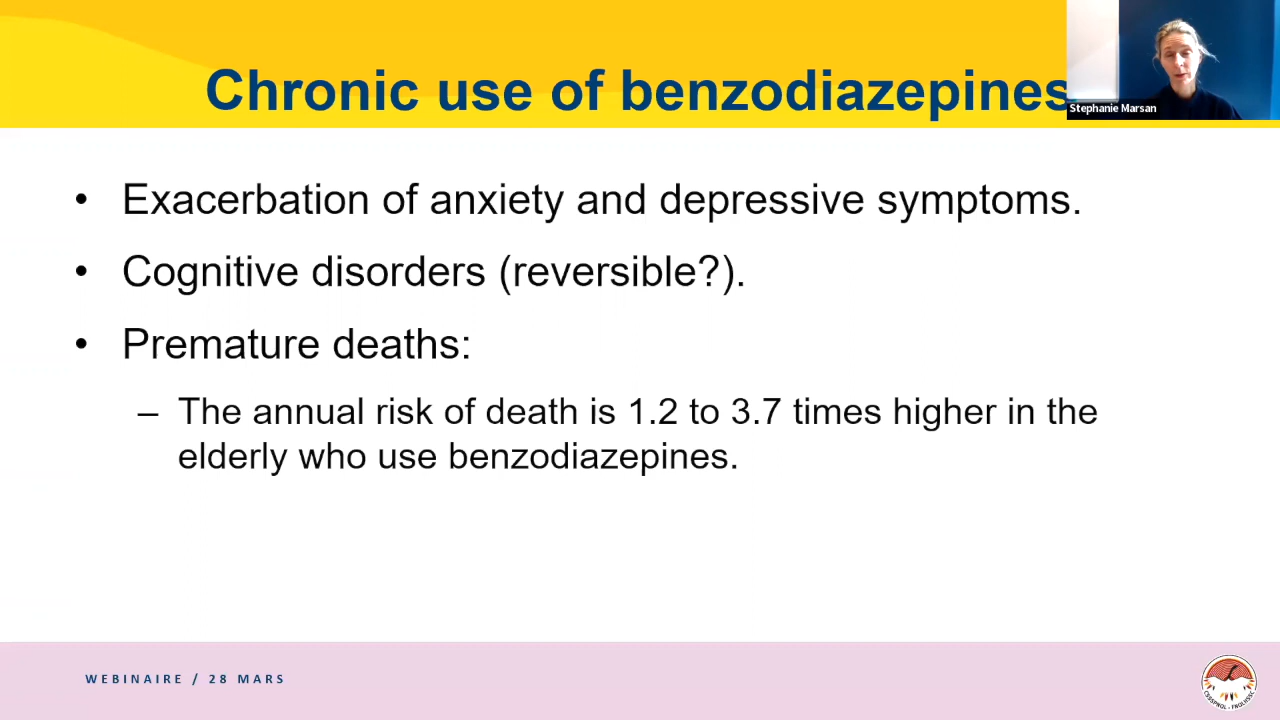 Chronic use of benzodiazepines
Stephanie Marsan
• Exacerbation of anxiety and depressive symptoms.
• Cognitive disorders (reversible?).
• Premature deaths:
– The annual risk of death is 1.2 to 3.7 times higher in the
elderly who use benzodiazepines.
WEBINAIRE / 28 MARS
CSSSPNQL • FNQLHSSC